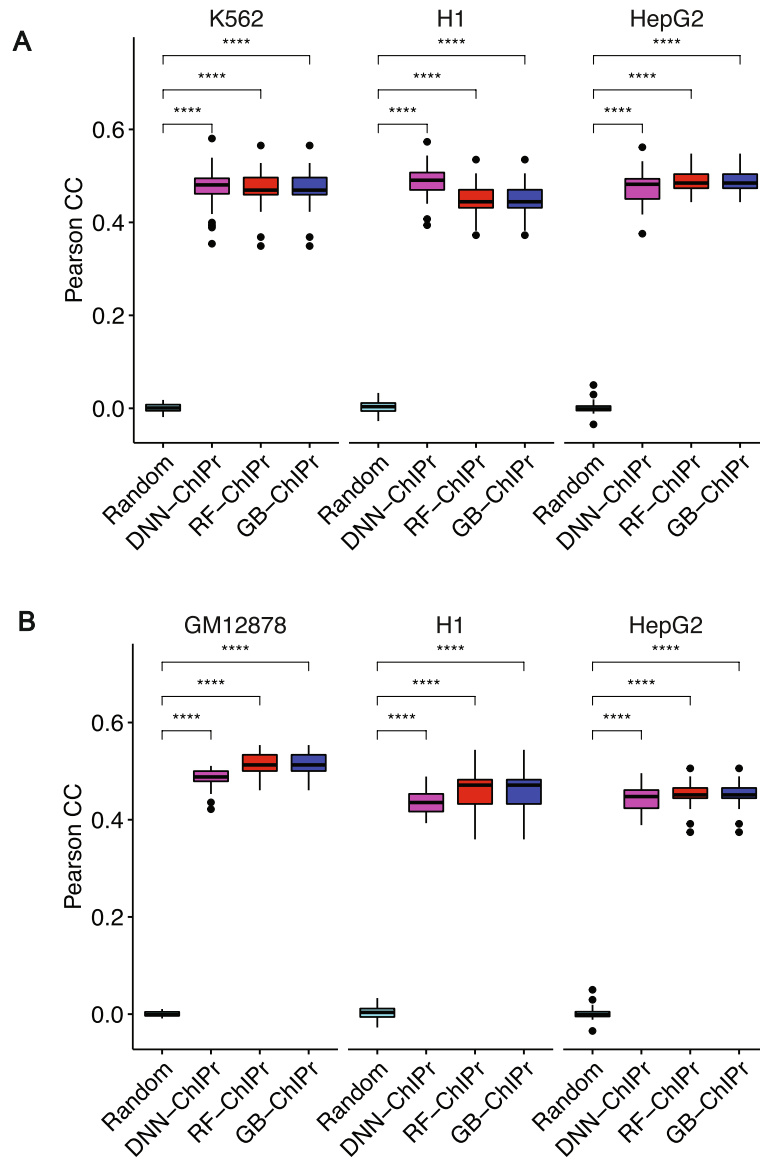 A
K562 H1 HepG2
**** **** ****
**** **** ****
**** **** ****
Pearson CC
0.6
0.4
0.2
0.0
Random DNN−ChIPr RF−ChIPr GB−ChIPr Random DNN−ChIPr RF−ChIPr GB−ChIPr Random DNN−ChIPr RF−ChIPr GB−ChIPr
B
GM12878 H1 HepG2
**** **** ****
**** **** ****
**** **** ****
Pearson CC
0.6
0.4
0.2
0.0
Random DNN−ChIPr RF−ChIPr GB−ChIPr Random DNN−ChIPr RF−ChIPr GB−ChIPr Random DNN−ChIPr RF−ChIPr GB−ChIPr